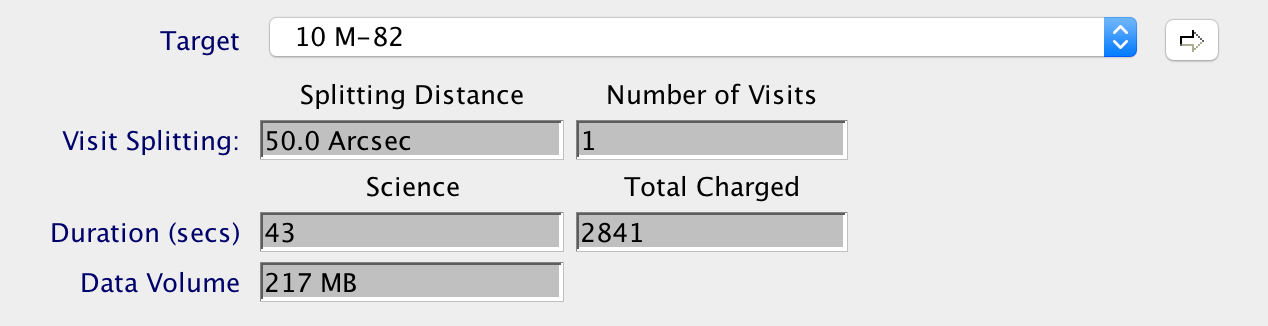 Target 10 M-82
Splitting Distance Number of Visits
Visit Splitting: 50.0 Arcsec 1
Science Total Charged
Duration (secs) 43 2841
Data Volume 217 MB